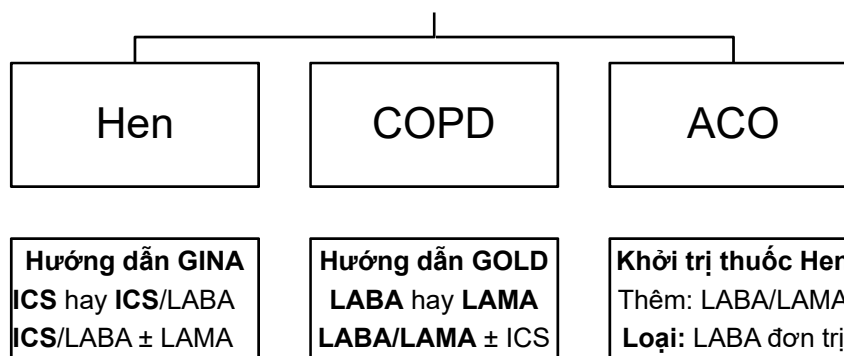 Hen
COPD
ACO
Hướng dẫn GINA
ICS hay ICS/LABA
ICS/LABA ± LAMA
Hướng dẫn GOLD
LABA hay LAMA
LABA/LAMA ± ICS
Khởi trị thuốc Hen
Thêm: LABA/LAMA
Loại: LABA đơn trị